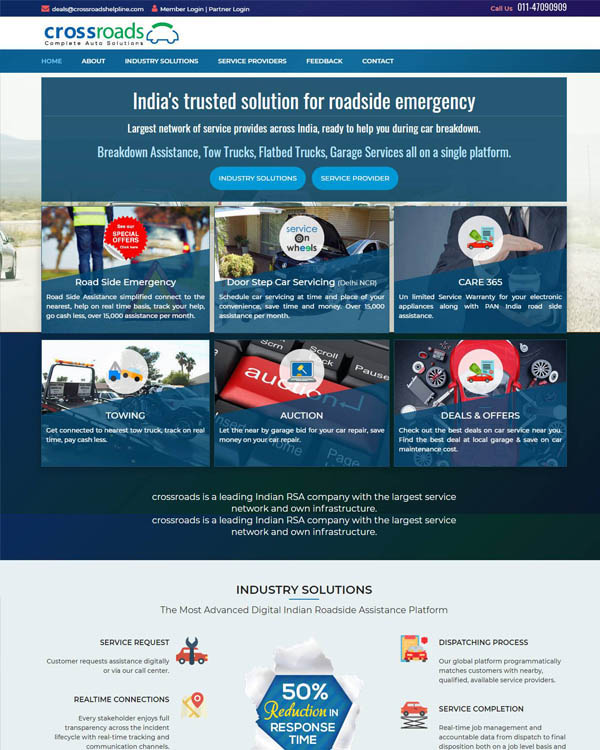 deals@crossroadshelpline.com Member Login | Partner Login Call Us 011-47090909
crossroads
Complete Auto Solutions
HOME ABOUT INDUSTRY SOLUTIONS SERVICE PROVIDERS FEEDBACK CONTACT
India's trusted solution for roadside emergency
Largest network of service provides across India, ready to help you during car breakdown.
Breakdown Assistance, Tow Trucks, Flatbed Trucks, Garage Services all on a single platform.
INDUSTRY SOLUTIONS SERVICE PROVIDER
See our
SPECIAL
OFFERS
Click here
Road Side Emergency
Road Side Assistance simplified connect to the
nearest, help on real time basis, track your help,
go cash less, over 15,000 assistance per month.
service
on
wheels
Door Step Car Servicing (Delhi NCR)
Schedule car servicing at time and place of your
convenience, save time and money. Over 15,000
assistance per month.
CARE 365
Un limited Service Warranty for your electronic
appliances along with PAN India road side
assistance.
TOWING
Get connected to nearest tow truck, track on real
time, pay cash less.
Scrn Scroll Pause
auction
Home
Page
AUCTION
Let the near by garage bid for your car repair, save
money on your car repair.
DEALS & OFFERS
Check out the best deals on car service near you.
Find the best deal at local garage & save on car
maintenance cost.
crossroads is a leading Indian RSA company with the largest service
network and own infrastructure.
crossroads is a leading Indian RSA company with the largest service
network and own infrastructure.
INDUSTRY SOLUTIONS
The Most Advanced Digital Indian Roadside Assistance Platform
SERVICE REQUEST
Customer requests assistance digitally
or via our call center.
REALTIME CONNECTIONS
Every stakeholder enjoys full
transparency across the incident
lifecycle with real-time tracking and
communication channels.
50%
Reduction IN
RESPONSE
TIME
DISPATCHING PROCESS
Our global platform programmatically
matches customers with nearby,
qualified, available service providers.
SERVICE COMPLETION
Real-time job management and
accountable data from dispatch to final
disposition both on a job level basis and